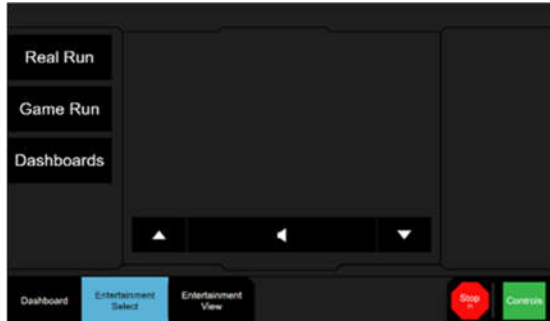 Real Run
Game Run
Dashboards
Dashboard
Entertainment
Select
Entertainment
View
Stop
Controls